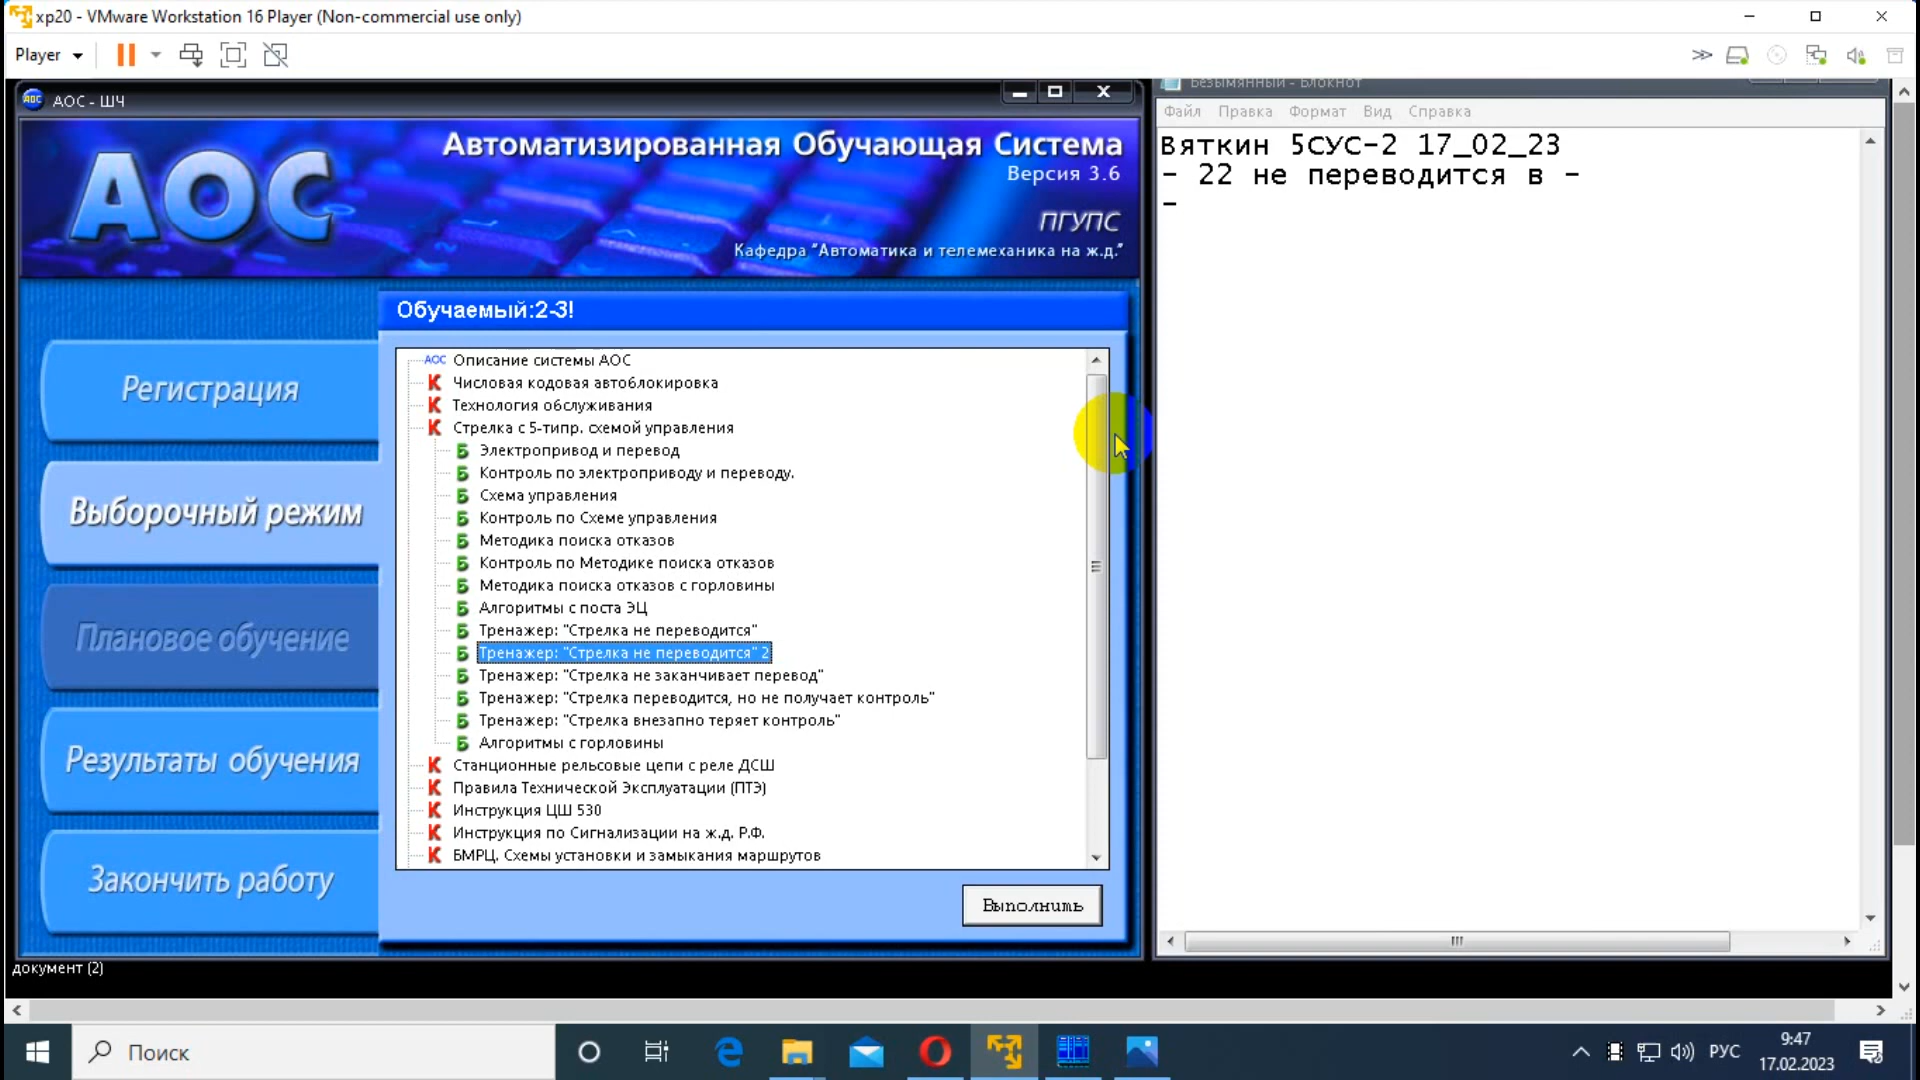 xp20 - VMware Workstation 16 Player (Non-commercial use only)
Player
АОС - ШЧ
АОС
Автоматизированная Обучающая Система
Версия 3.6
ПГУПС
Кафедра "Автоматика и телемеханика на ж.д."
Регистрация
Выборочный режим
Плановое обучение
Результаты обучения
Закончить работу
Обучаемый:2-3!
АОС Описание системы АОС
К Числовая кодовая автоблокировка
К Технология обслуживания
К Стрелка с 5-типр. схемой управления
Б Электропривод и перевод
Б Контроль по электроприводу и переводу.
Б Схема управления
Б Контроль по Схеме управления
Б Методика поиска отказов
Б Контроль по Методике поиска отказов
Б Методика поиска отказов с горловины
Б Алгоритмы с поста ЭЦ
Б Тренажер: "Стрелка не переводится"
Б Тренажер: "Стрелка не переводится" 2
Б Тренажер: "Стрелка не заканчивает перевод"
Б Тренажер: "Стрелка переводится, но не получает контроль"
Б Тренажер: "Стрелка внезапно теряет контроль"
Б Алгоритмы с горловины
К Станционные рельсовые цепи с реле ДСШ
К Правила Технической Эксплуатации (ПТЭ)
К Инструкция ЦШ 530
К Инструкция по Сигнализации на ж.д. Р.Ф.
К БМРЦ. Схемы установки и замыкания маршрутов
Выполнить
Безымянный - Блокнот
Файл Правка Формат Вид Справка
Вяткин 5СУС-2 17_02_23
- 22 не переводится в -
-
документ (2)
Поиск
РУС
9:47
17.02.2023